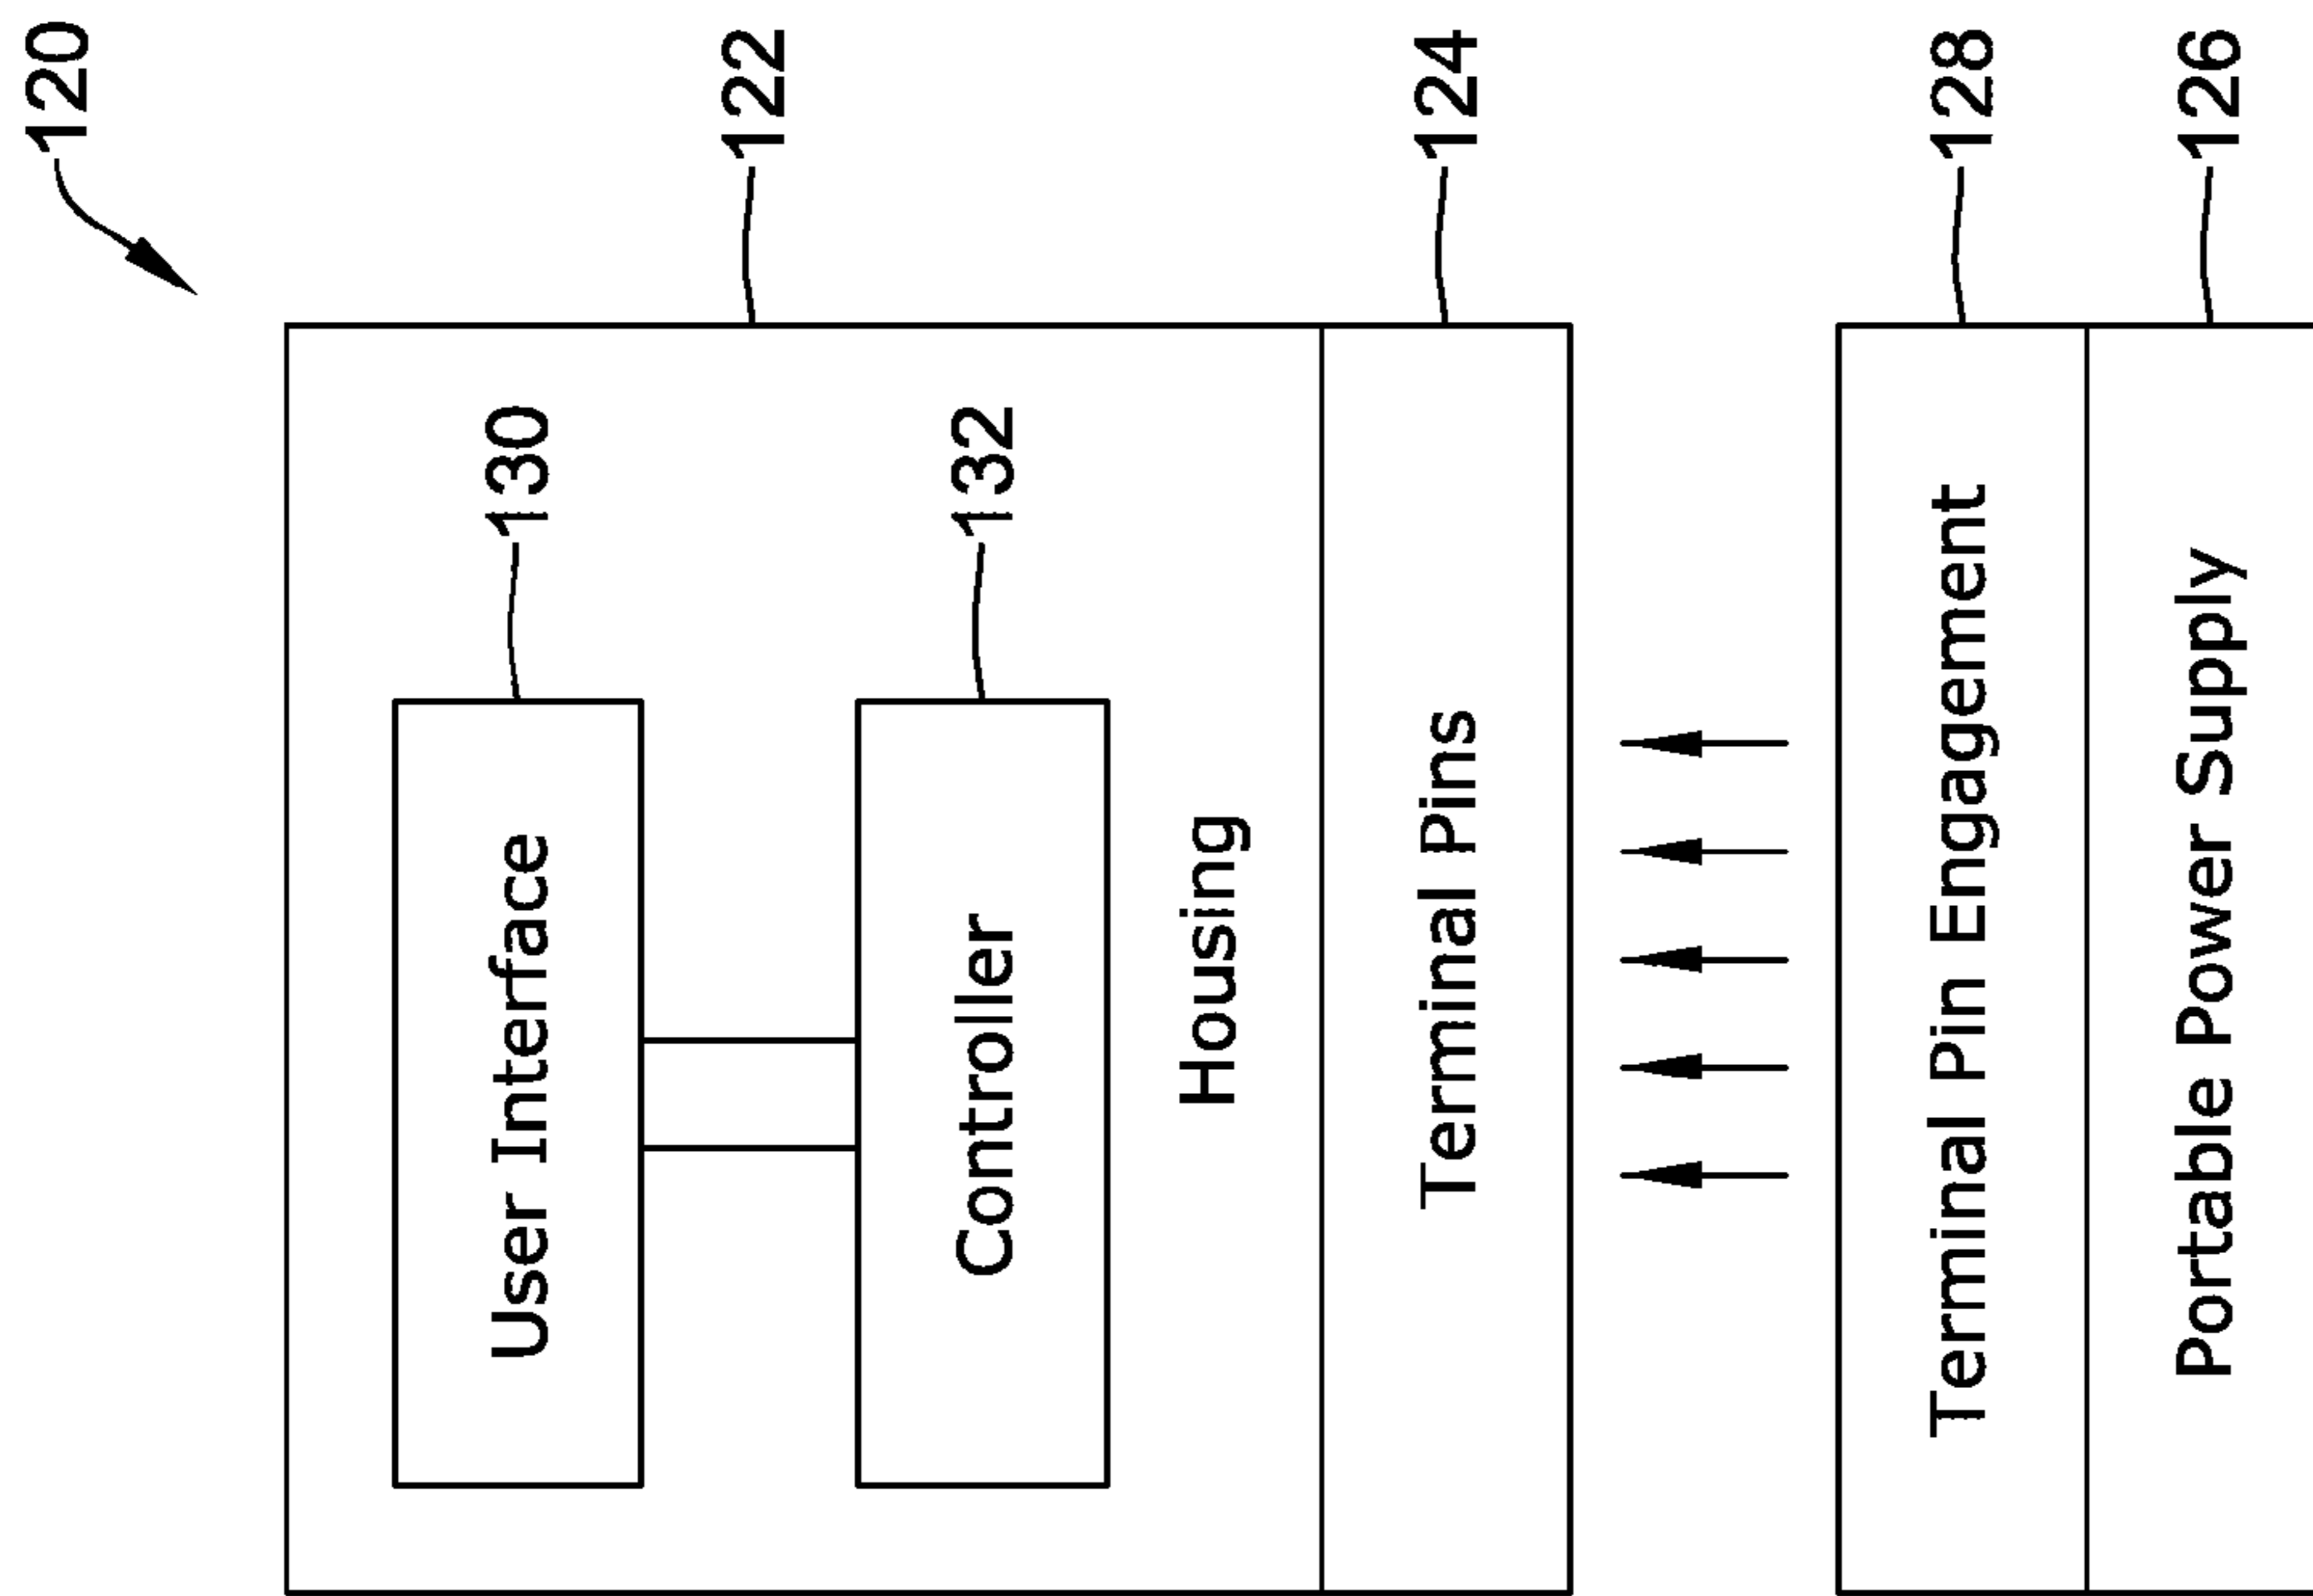 120
122
124
128
126
130
132
User Interface
Controller
Housing
Terminal Pins
Terminal Pin Engagement
Portable Power Supply